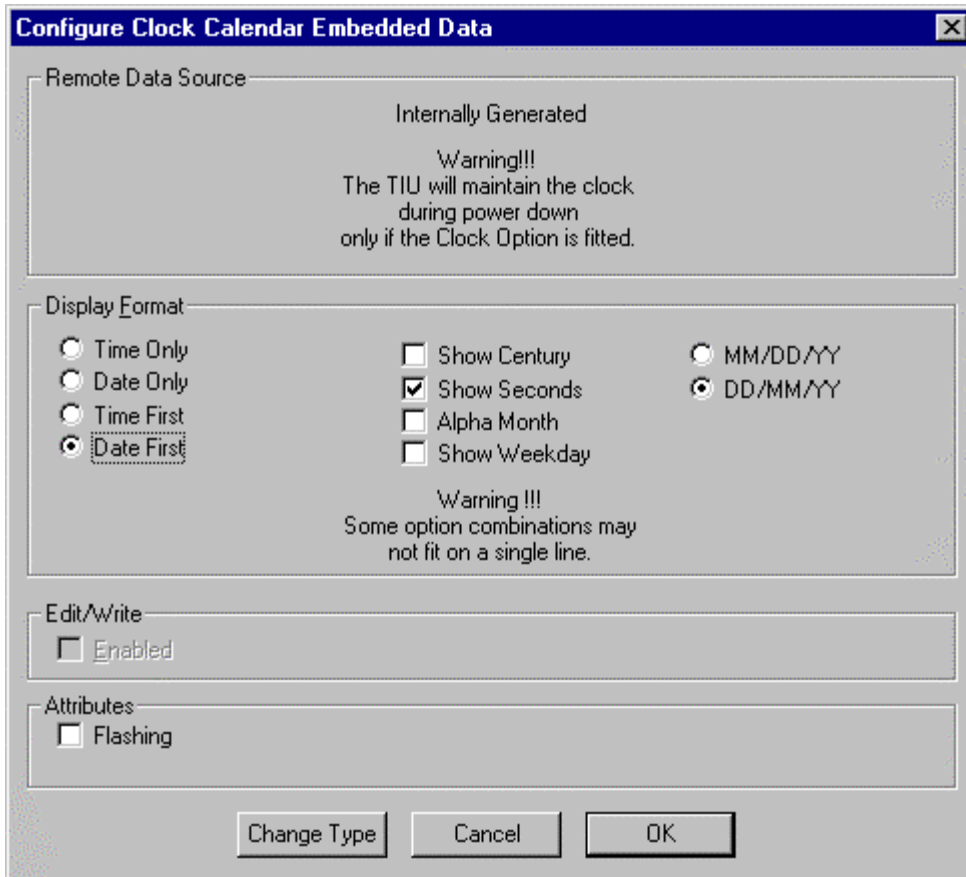 Configure Clock Calendar Embedded Data
Remote Data Source
Internally Generated
Warning!!!
The TIU will maintain the clock
during power down
only if the Clock Option is fitted.
Display Format
Time Only
Date Only
Time First
Date First
Show Century
Show Seconds
Alpha Month
Show Weekday
MM/DD/YY
DD/MM/YY
Warning !!!
Some option combinations may
not fit on a single line.
Edit/Write
Enabled
Attributes
Flashing
Change Type
Cancel
OK